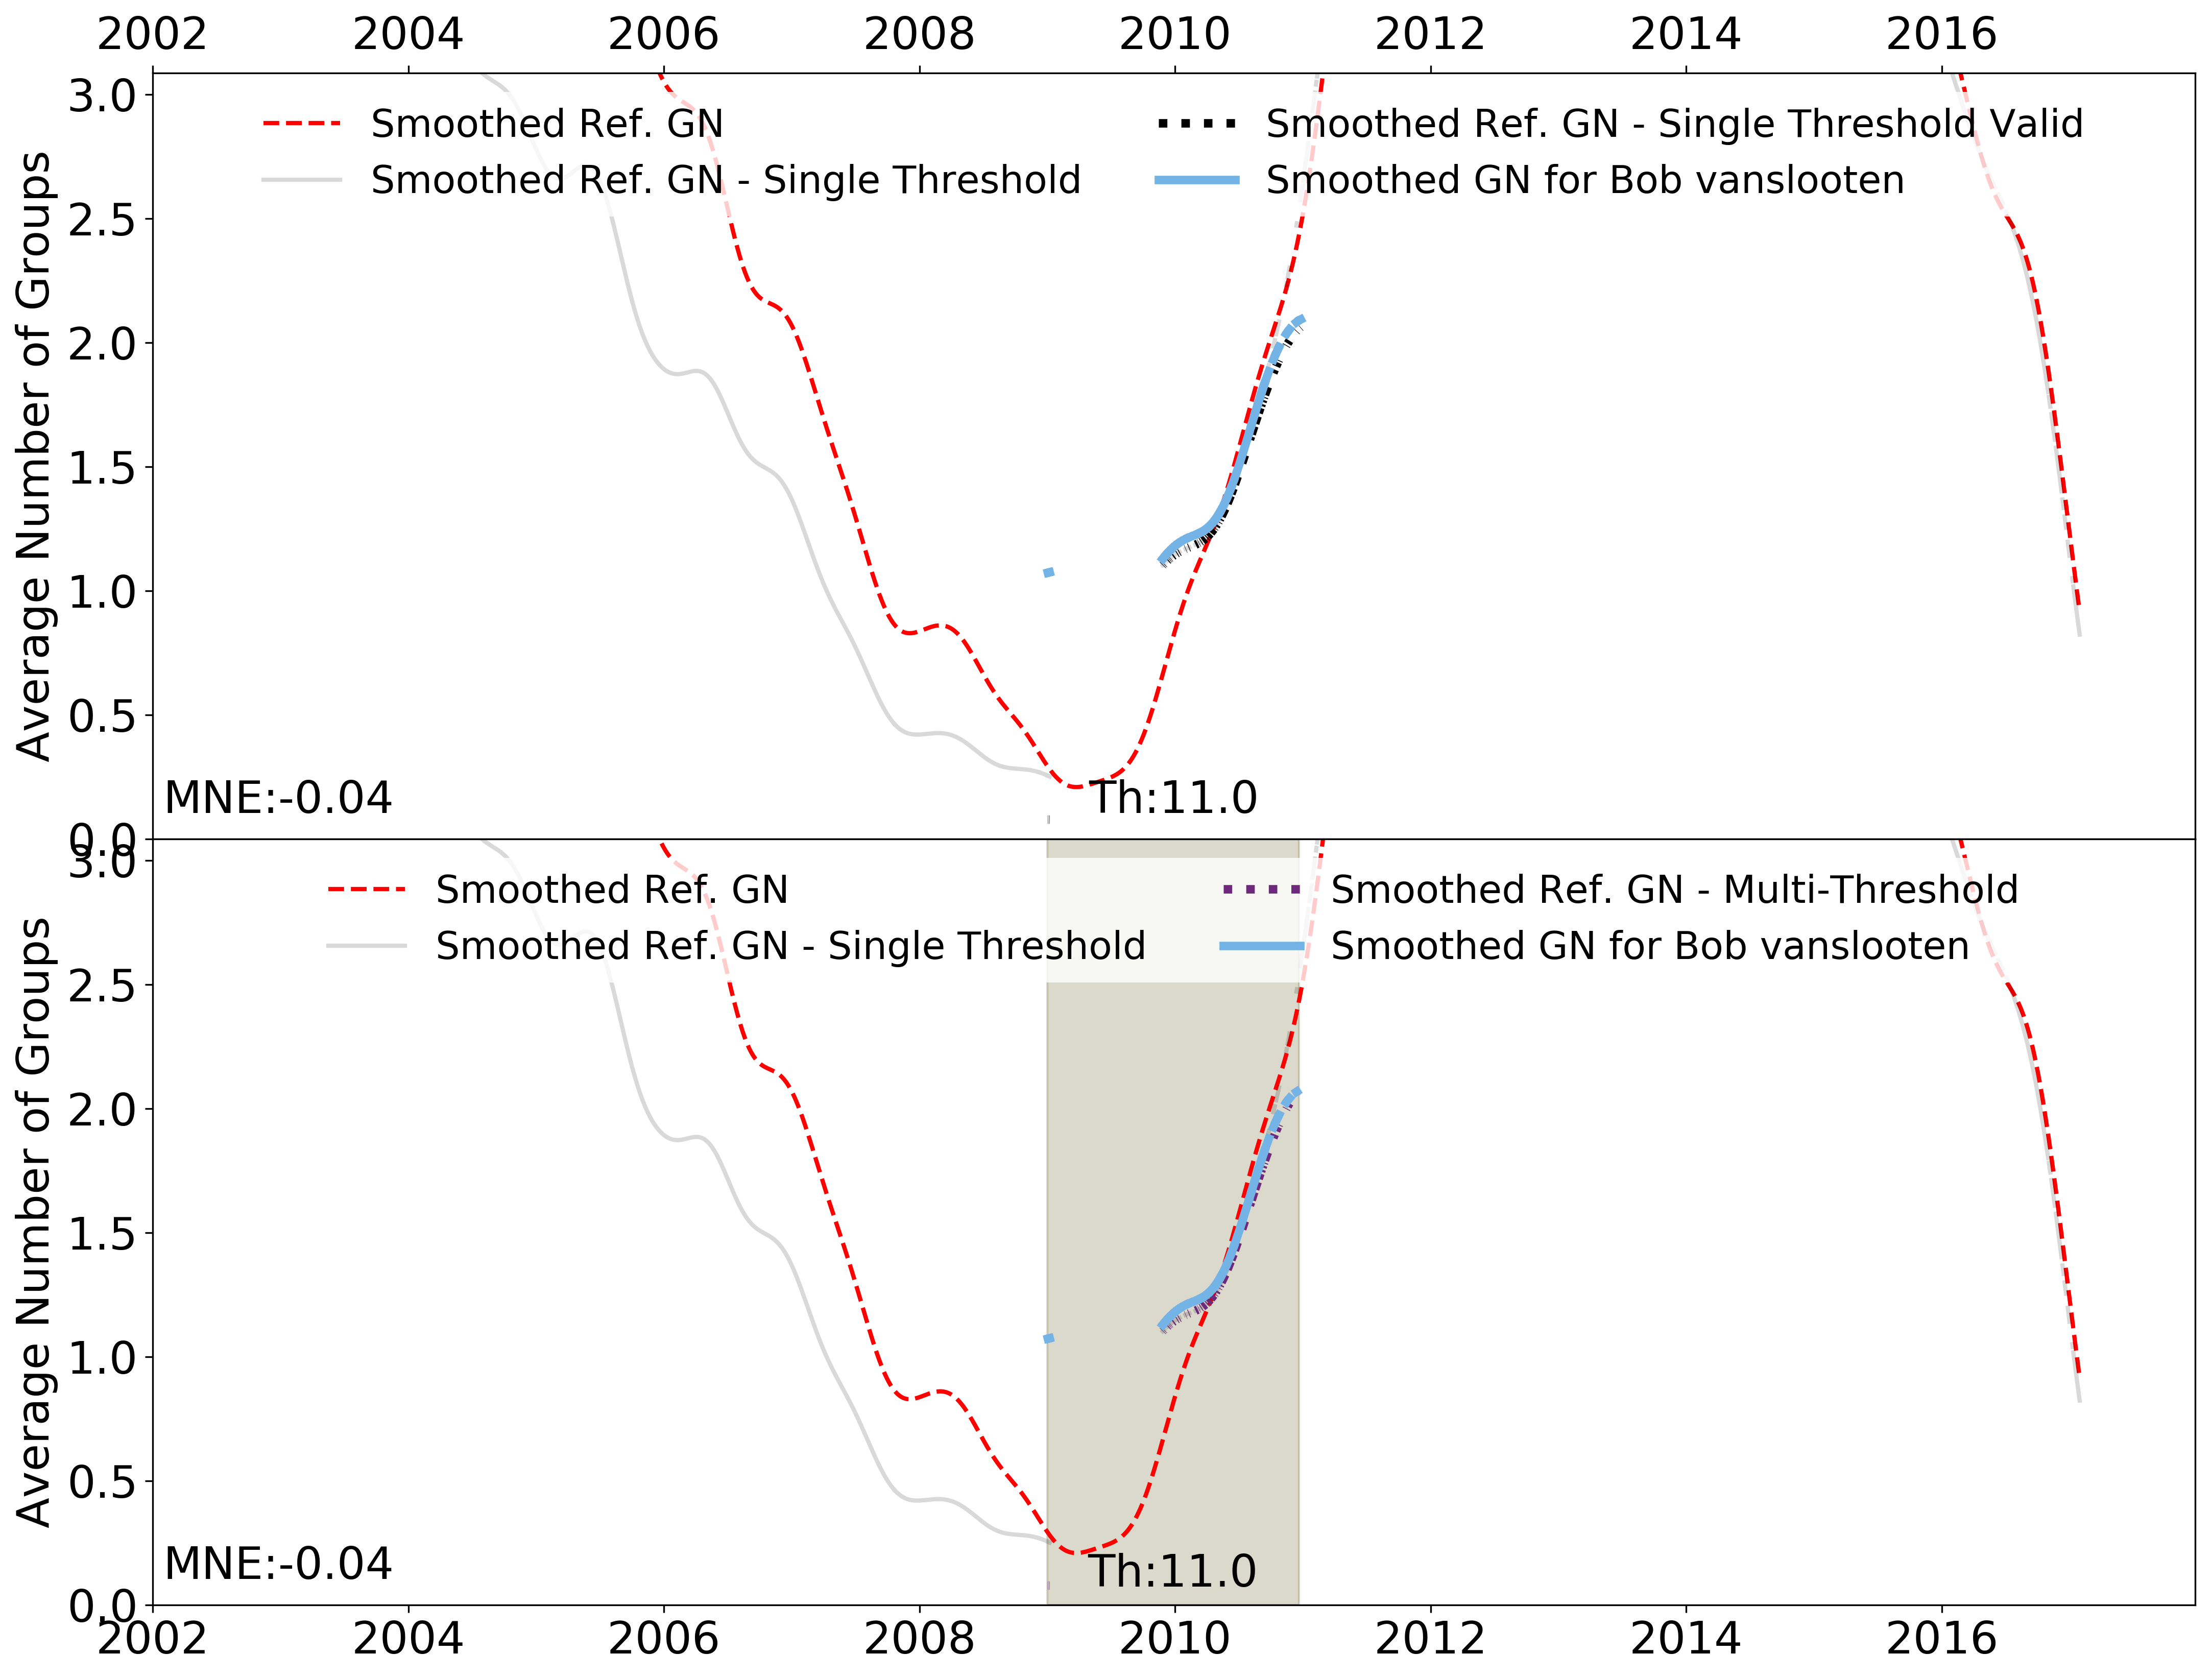 2002 2004 2006 2008 2010 2012 2014 2016
Average Number of Groups
3.0
2.5
2.0
1.5
1.0
0.5
0.0
Smoothed Ref. GN
Smoothed Ref. GN - Single Threshold
Smoothed Ref. GN - Single Threshold Valid
Smoothed GN for Bob vanslooten
MNE:-0.04
Th:11.0
Average Number of Groups
3.0
2.5
2.0
1.5
1.0
0.5
0.0
Smoothed Ref. GN
Smoothed Ref. GN - Single Threshold
Smoothed Ref. GN - Multi-Threshold
Smoothed GN for Bob vanslooten
MNE:-0.04
Th:11.0
2002 2004 2006 2008 2010 2012 2014 2016